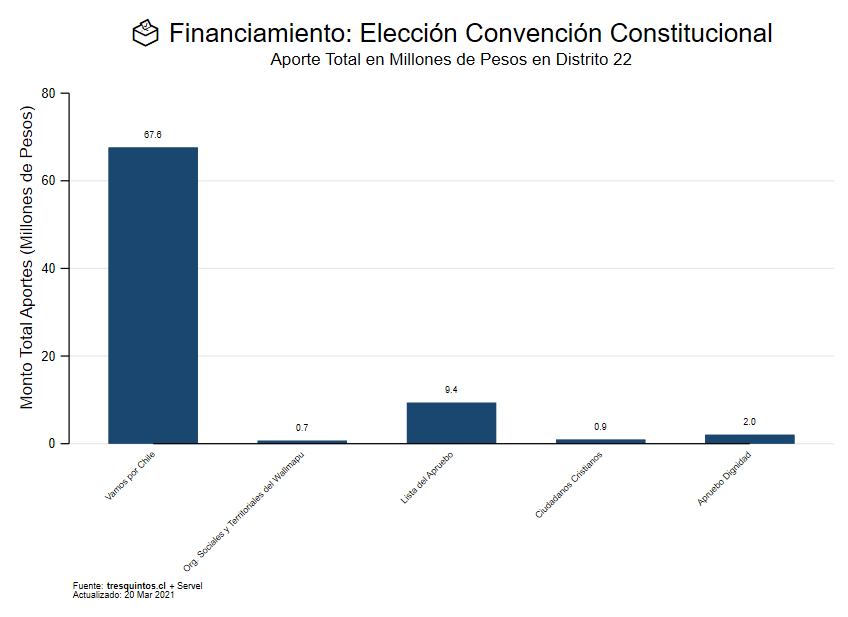 Financiamiento: Elección Convención Constitucional
Aporte Total en Millones de Pesos en Distrito 22
Monto Total Aportes (Millones de Pesos)
80
60
40
20
0
67.6
0.7
9.4
0.9
2.0
Vamos por Chile
Org. Sociales y Territoriales del Wallmapu
Lista del Apruebo
Ciudadanos Cristianos
Apruebo Dignidad
Fuente: tresquintos.cl + Servel
Actualizado: 20 Mar 2021